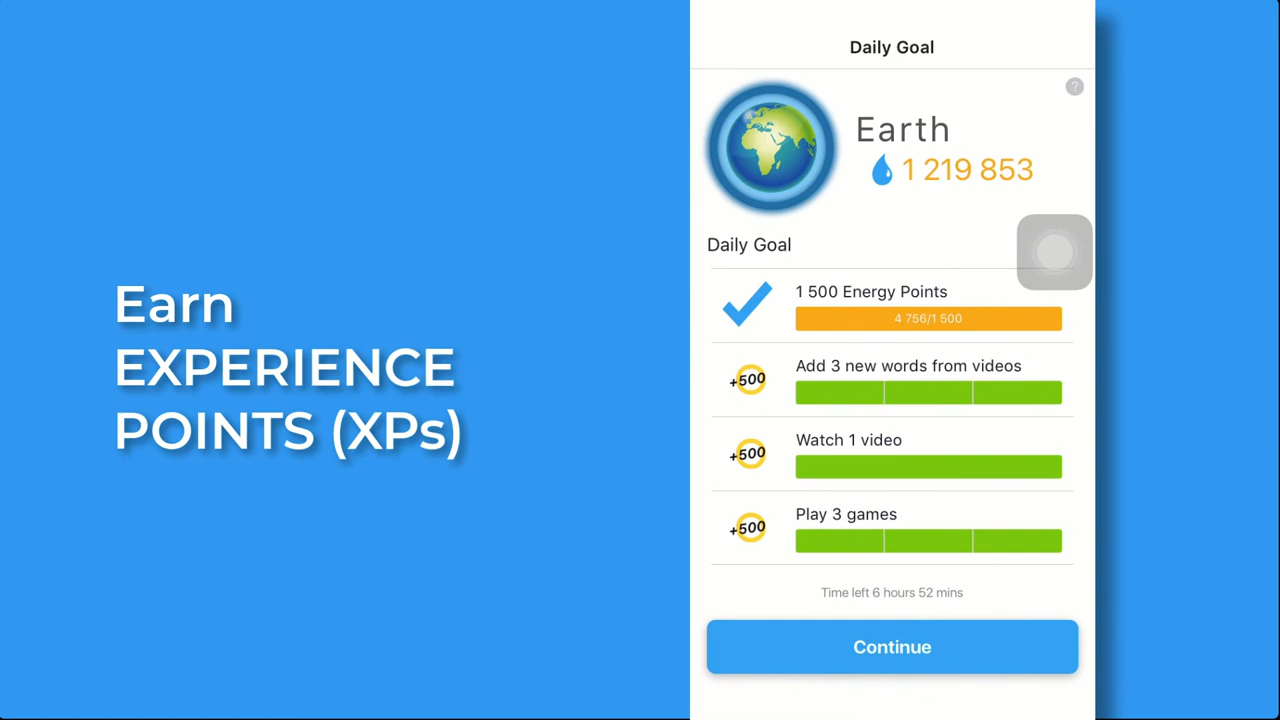 Earn
EXPERIENCE
POINTS (XPs)
Daily Goal
?
Earth
1 219 853
Daily Goal
1 500 Energy Points
4 756/1 500
+500
Add 3 new words from videos
+500
Watch 1 video
+500
Play 3 games
Time left 6 hours 52 mins
Continue